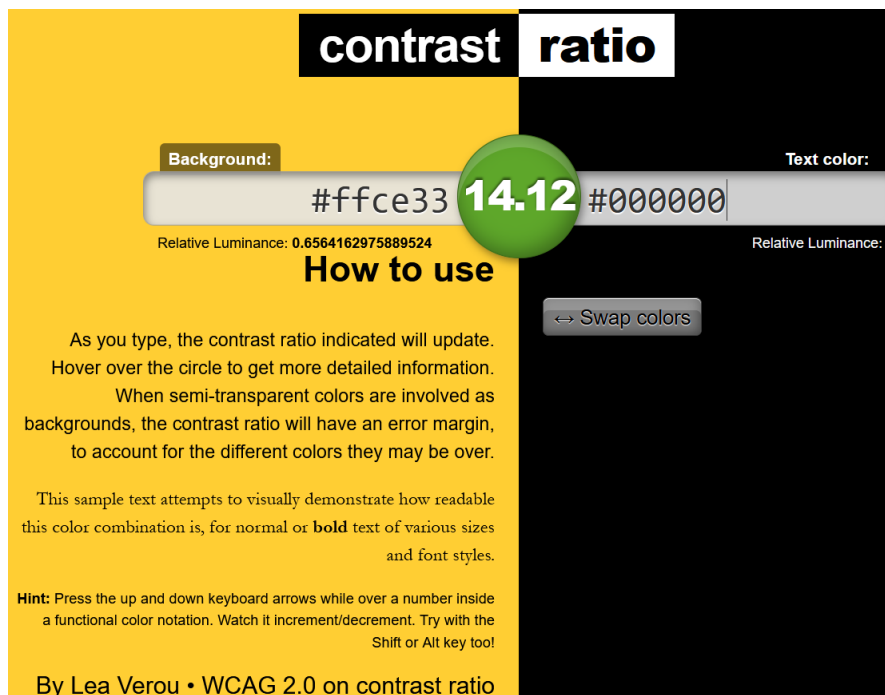 contrast ratio
Background:
Text color:
#ffce33 14.12 #000000
Relative Luminance: 0.6564162975889524
Relative Luminance:
How to use
↔ Swap colors
As you type, the contrast ratio indicated will update.
Hover over the circle to get more detailed information.
When semi-transparent colors are involved as
backgrounds, the contrast ratio will have an error margin,
to account for the different colors they may be over.
This sample text attempts to visually demonstrate how readable
this color combination is, for normal or bold text of various sizes
and font styles.
Hint: Press the up and down keyboard arrows while over a number inside
a functional color notation. Watch it increment/decrement. Try with the
Shift or Alt key too!
By Lea Verou • WCAG 2.0 on contrast ratio